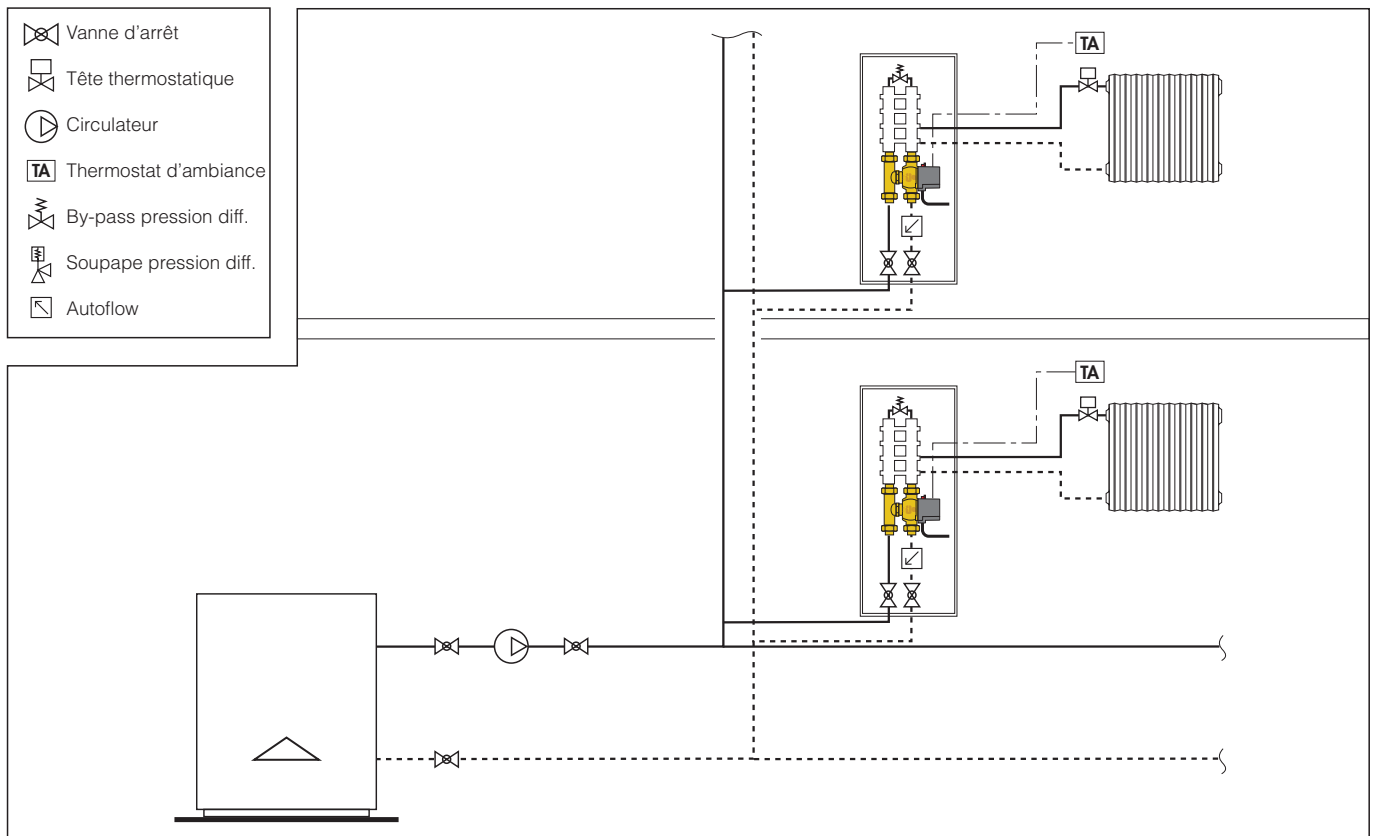 Vanne d'arrêt
Tête thermostatique
Circulateur
TA Thermostat d'ambiance
By-pass pression diff.
Soupape pression diff.
Autoflow
TA
TA